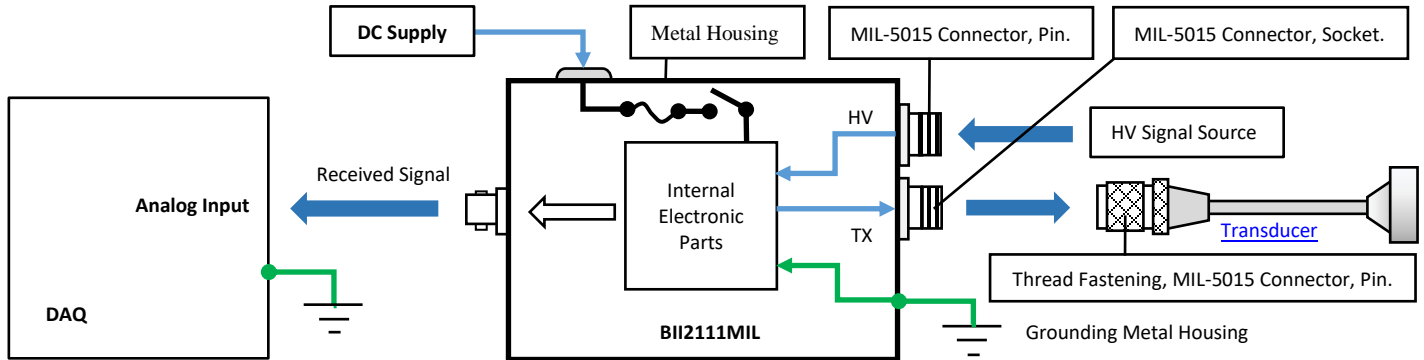 DC Supply
Metal Housing
MIL-5015 Connector, Pin.
MIL-5015 Connector, Socket.
HV
HV Signal Source
Received Signal
Analog Input
Internal
Electronic
Parts
TX
Transducer
Thread Fastening, MIL-5015 Connector, Pin.
DAQ
BII2111MIL
Grounding Metal Housing